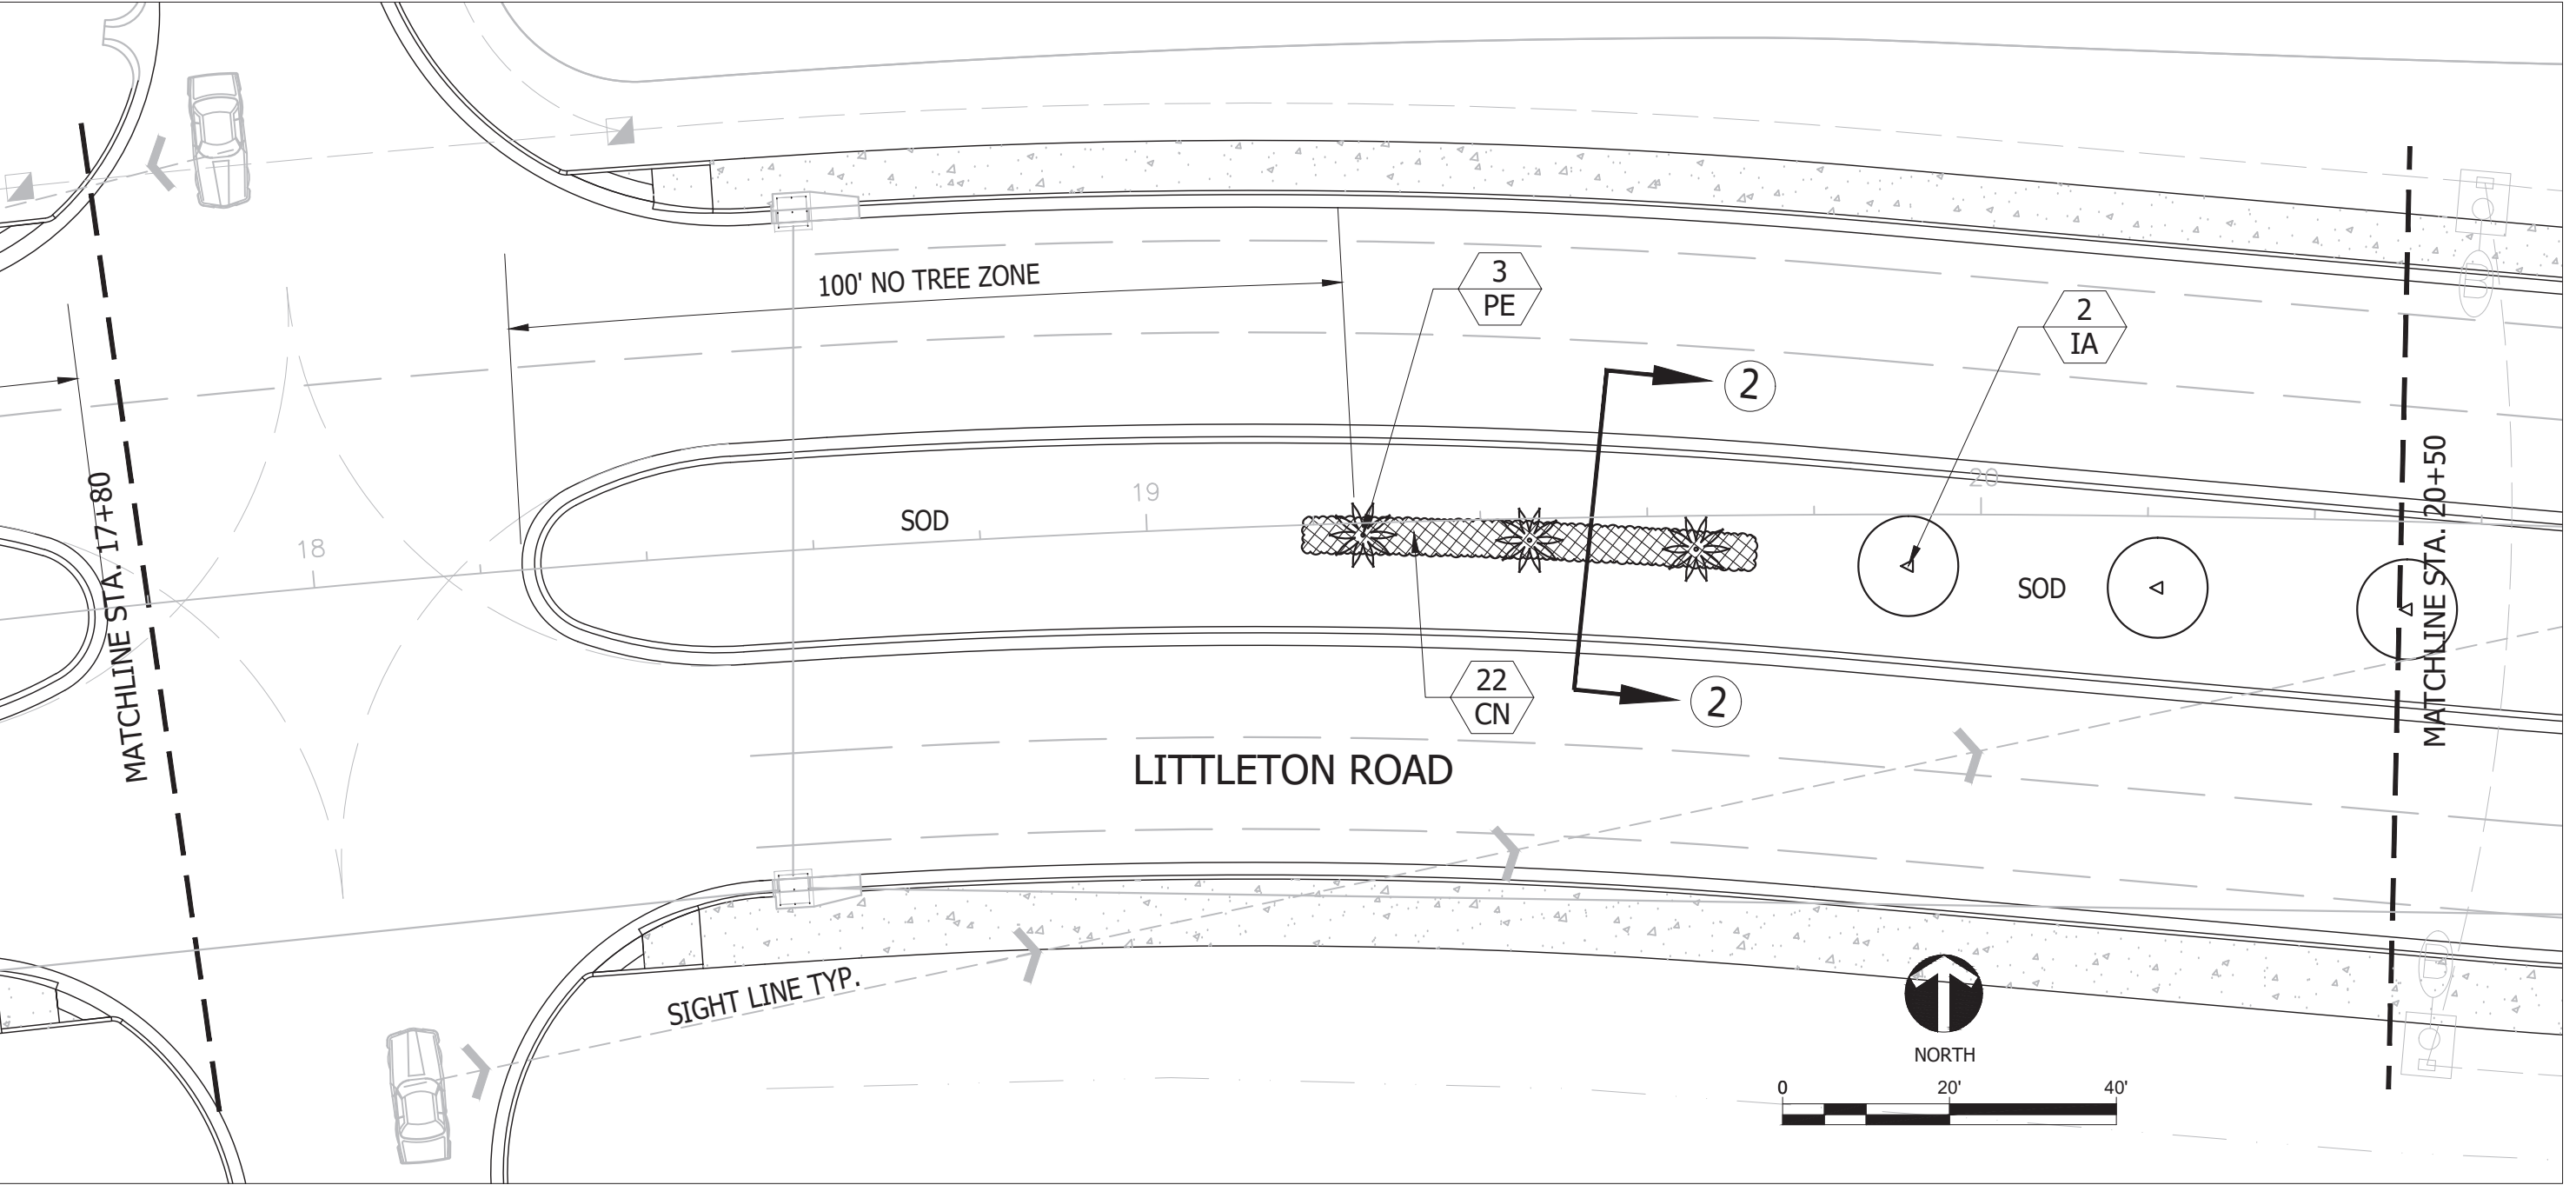 100' NO TREE ZONE
3
PE
2
IA
2
MATCHLINE STA. 17+80
MATCHLINE STA. 20+50
18
SOD
19
20
SOD
22
CN
2
LITTLETON ROAD
SIGHT LINE TYP.
NORTH
0 20' 40'
B
D